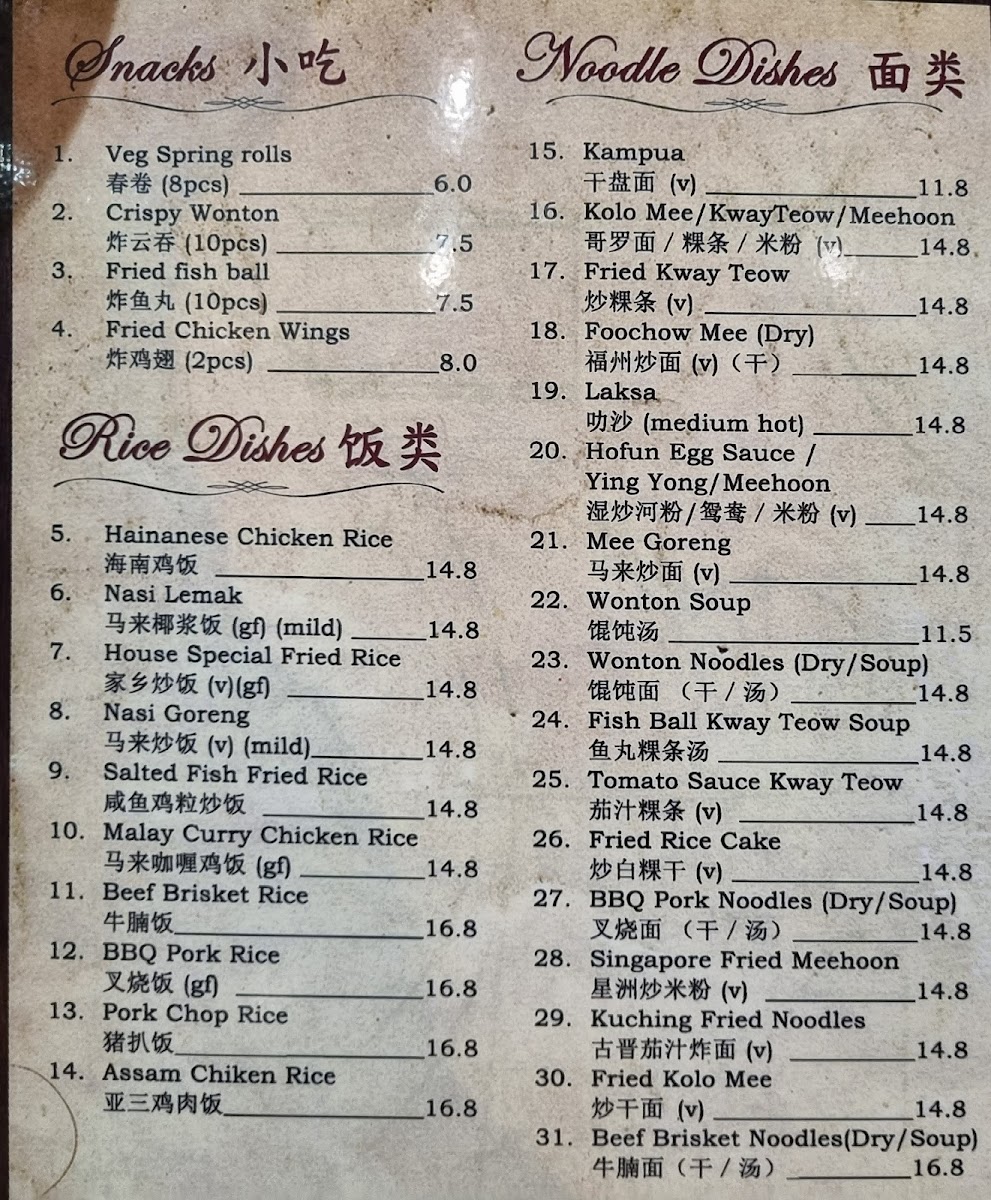 Snacks 小吃
1. Veg Spring rolls
春卷 (8pcs) 6.0
2. Crispy Wonton
炸云吞 (10pcs) 7.5
3. Fried fish ball
炸鱼丸 (10pcs) 7.5
4. Fried Chicken Wings
炸鸡翅 (2pcs) 8.0
Rice Dishes 饭类
5. Hainanese Chicken Rice
海南鸡饭 14.8
6. Nasi Lemak
马来椰浆饭 (gf) (mild) 14.8
7. House Special Fried Rice
家乡炒饭 (v)(gf) 14.8
8. Nasi Goreng
马来炒饭 (v) (mild) 14.8
9. Salted Fish Fried Rice
咸鱼鸡粒炒饭 14.8
10. Malay Curry Chicken Rice
马来咖喱鸡饭 (gf) 14.8
11. Beef Brisket Rice
牛腩饭 16.8
12. BBQ Pork Rice
叉烧饭 (gf) 16.8
13. Pork Chop Rice
猪扒饭 16.8
14. Assam Chiken Rice
亚三鸡肉饭 16.8
Noodle Dishes 面类
15. Kampua
干盘面 (v) 11.8
16. Kolo Mee/KwayTeow/Meehoon
哥罗面 / 粿条 / 米粉 (v) 14.8
17. Fried Kway Teow
炒粿条 (v) 14.8
18. Foochow Mee (Dry)
福州炒面 (v)（干） 14.8
19. Laksa
叻沙 (medium hot) 14.8
20. Hofun Egg Sauce /
Ying Yong/Meehoon
湿炒河粉/鸳鸯 / 米粉 (v) 14.8
21. Mee Goreng
马来炒面 (v) 14.8
22. Wonton Soup
馄饨汤 11.5
23. Wonton Noodles (Dry/Soup)
馄饨面 （干 / 汤） 14.8
24. Fish Ball Kway Teow Soup
鱼丸粿条汤 14.8
25. Tomato Sauce Kway Teow
茄汁粿条 (v) 14.8
26. Fried Rice Cake
炒白粿干 (v) 14.8
27. BBQ Pork Noodles (Dry/Soup)
叉烧面 （干 / 汤） 14.8
28. Singapore Fried Meehoon
星洲炒米粉 (v) 14.8
29. Kuching Fried Noodles
古晋茄汁炸面 (v) 14.8
30. Fried Kolo Mee
炒干面 (v) 14.8
31. Beef Brisket Noodles(Dry/Soup)
牛腩面（干 / 汤） 16.8